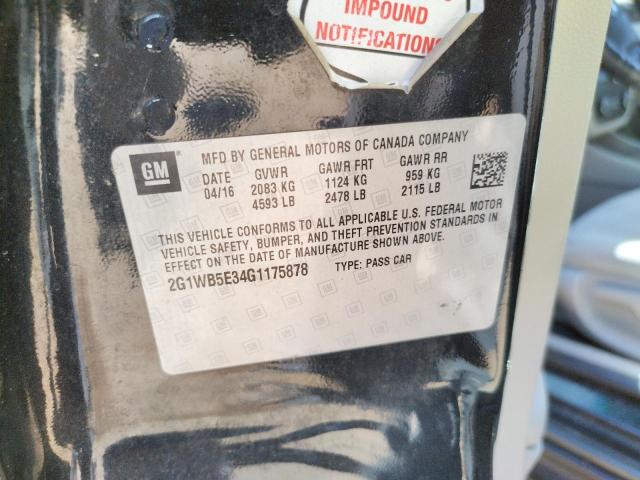 IMPOUND
NOTIFICATIONS
GM
MFD BY GENERAL MOTORS OF CANADA COMPANY
DATE GVWR GAWR FRT GAWR RR
04/16 2083 KG 1124 KG 959 KG
4593 LB 2478 LB 2115 LB
THIS VEHICLE CONFORMS TO ALL APPLICABLE U.S. FEDERAL MOTOR
VEHICLE SAFETY, BUMPER, AND THEFT PREVENTION STANDARDS IN
EFFECT ON THE DATE OF MANUFACTURE SHOWN ABOVE.
2G1WB5E34G1175878 TYPE: PASS CAR